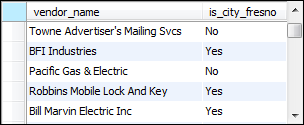 vendor_name is_city_fresno
Towne Advertiser's Mailing Svcs No
BFI Industries Yes
Pacific Gas & Electric No
Robbins Mobile Lock And Key Yes
Bill Marvin Electric Inc Yes